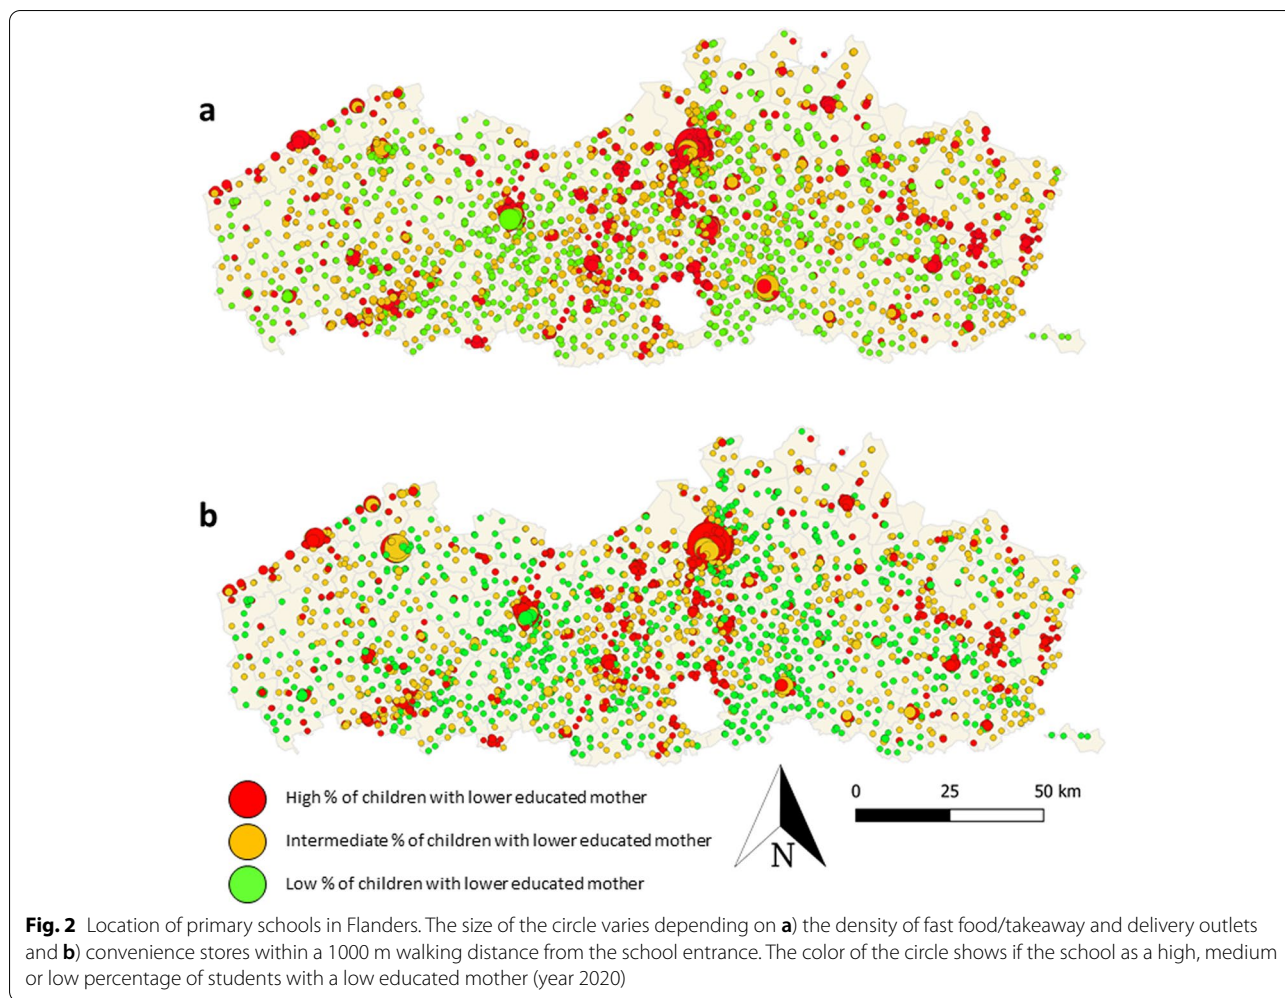 a
b
High % of children with lower educated mother
Intermediate % of children with lower educated mother
Low % of children with lower educated mother
N
0 25 50 km
Fig. 2 Location of primary schools in Flanders. The size of the circle varies depending on a) the density of fast food/takeaway and delivery outlets
and b) convenience stores within a 1000 m walking distance from the school entrance. The color of the circle shows if the school as a high, medium
or low percentage of students with a low educated mother (year 2020)